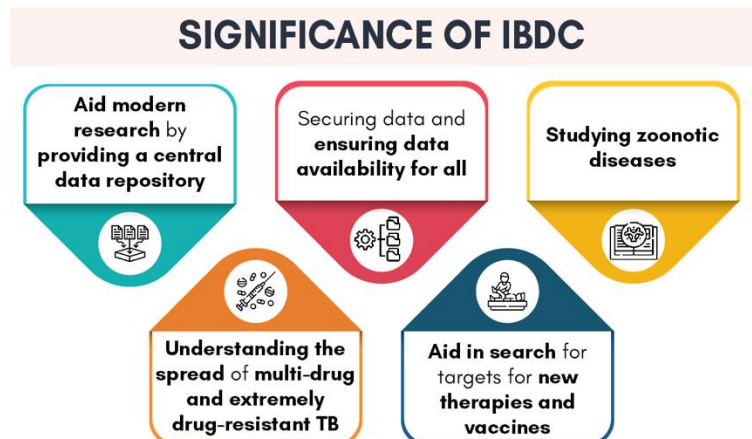 SIGNIFICANCE OF IBDC
Aid modern
research by
providing a central
data repository
Securing data and
ensuring data
availability for all
Studying zoonotic
diseases
Understanding the
spread of multi-drug
and extremely
drug-resistant TB
Aid in search for
targets for new
therapies and
vaccines